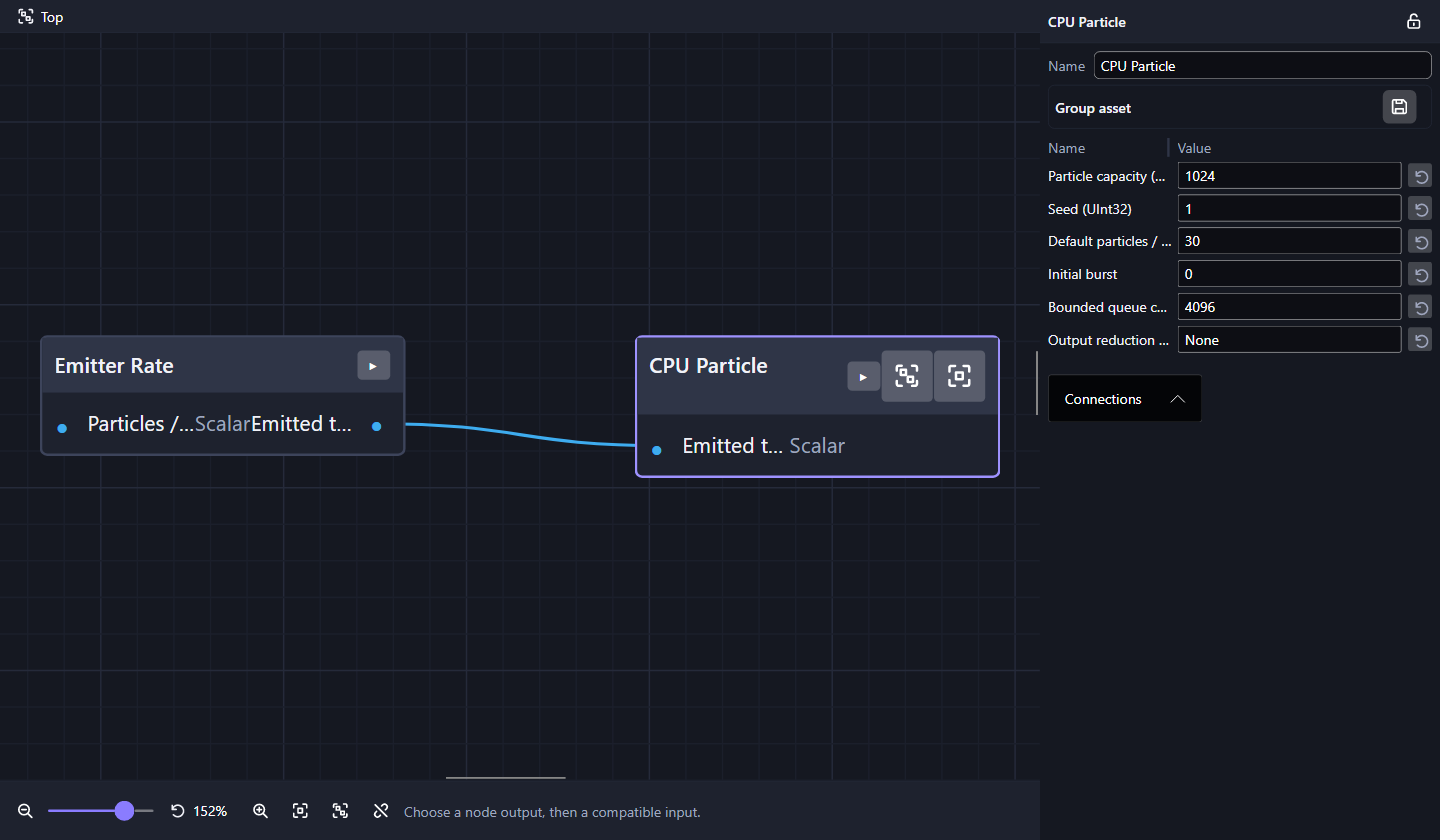 Top
CPU Particle
Name CPU Particle
Group asset
Name Value
Particle capacity (... 1024
Seed (UInt32) 1
Default particles / ... 30
Initial burst 0
Bounded queue c... 4096
Output reduction ... None
Connections
Emitter Rate
Particles /...ScalarEmitted t...
CPU Particle
Emitted t... Scalar
152% Choose a node output, then a compatible input.